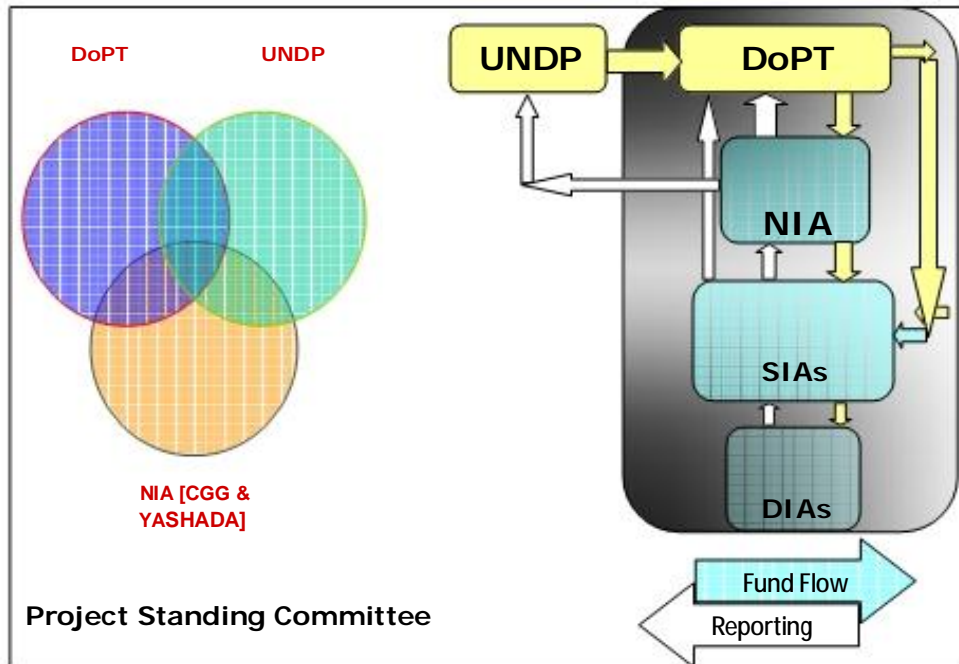 DoPT
UNDP
NIA [CGG &
YASHADA]
Project Standing Committee
UNDP
DoPT
NIA
SIAs
DIAs
Fund Flow
Reporting